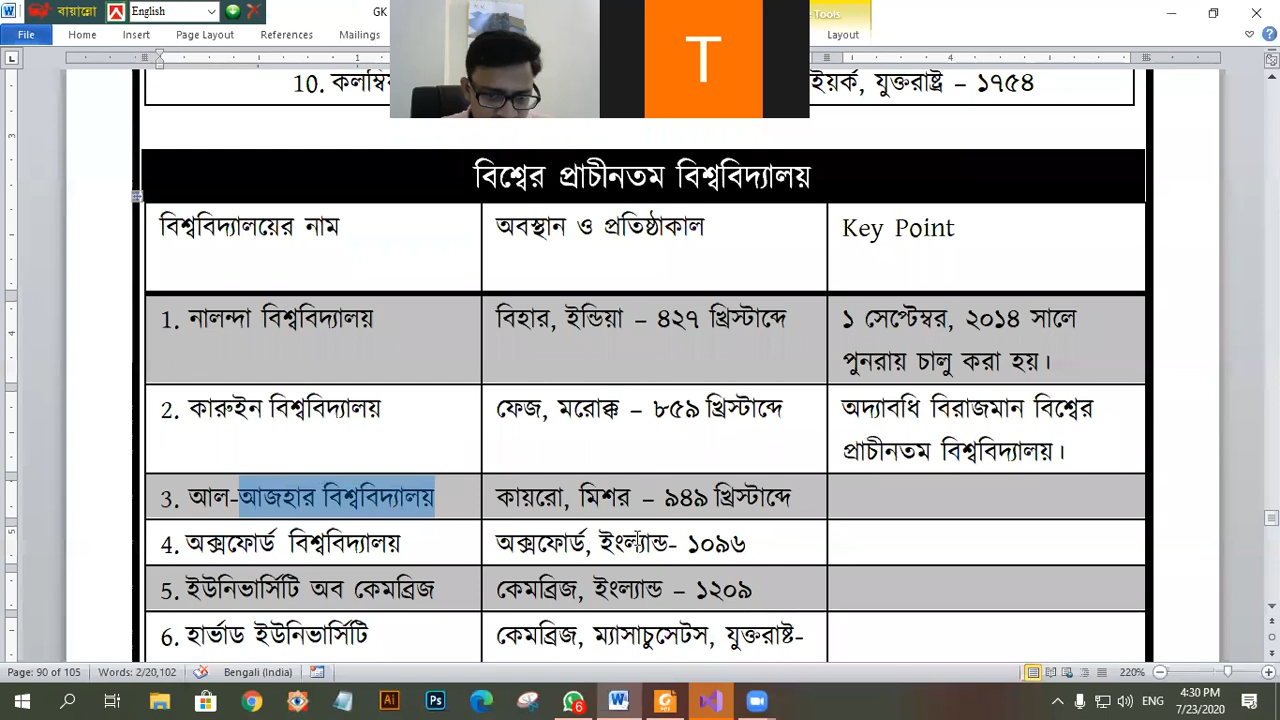 বায়ান্নো English GK Tools
File Home Insert Page Layout References Mailings Layout
10. কলম্বি ইয়র্ক, যুক্তরাষ্ট্র – ১৭৫৪
T
বিশ্বের প্রাচীনতম বিশ্ববিদ্যালয়
বিশ্ববিদ্যালয়ের নাম অবস্থান ও প্রতিষ্ঠাকাল Key Point
1. নালন্দা বিশ্ববিদ্যালয় বিহার, ইন্ডিয়া – ৪২৭ খ্রিস্টাব্দে ১ সেপ্টেম্বর, ২০১৪ সালে
পুনরায় চালু করা হয়।
2. কারুইন বিশ্ববিদ্যালয় ফেজ, মরোক্ক – ৮৫৯ খ্রিস্টাব্দে অদ্যাবধি বিরাজমান বিশ্বের
প্রাচীনতম বিশ্ববিদ্যালয়।
3. আল-আজহার বিশ্ববিদ্যালয় কায়রো, মিশর – ৯৪৯ খ্রিস্টাব্দে
4. অক্সফোর্ড বিশ্ববিদ্যালয় অক্সফোর্ড, ইংল্যান্ড- ১০৯৬
5. ইউনিভার্সিটি অব কেমব্রিজ কেমব্রিজ, ইংল্যান্ড – ১২০৯
6. হার্ভাড ইউনিভার্সিটি কেমব্রিজ, ম্যাসাচুসেটস, যুক্তরাষ্ট-
Page: 90 of 105 Words: 2/20,102 Bengali (India) 220%
ENG 4:30 PM
7/23/2020